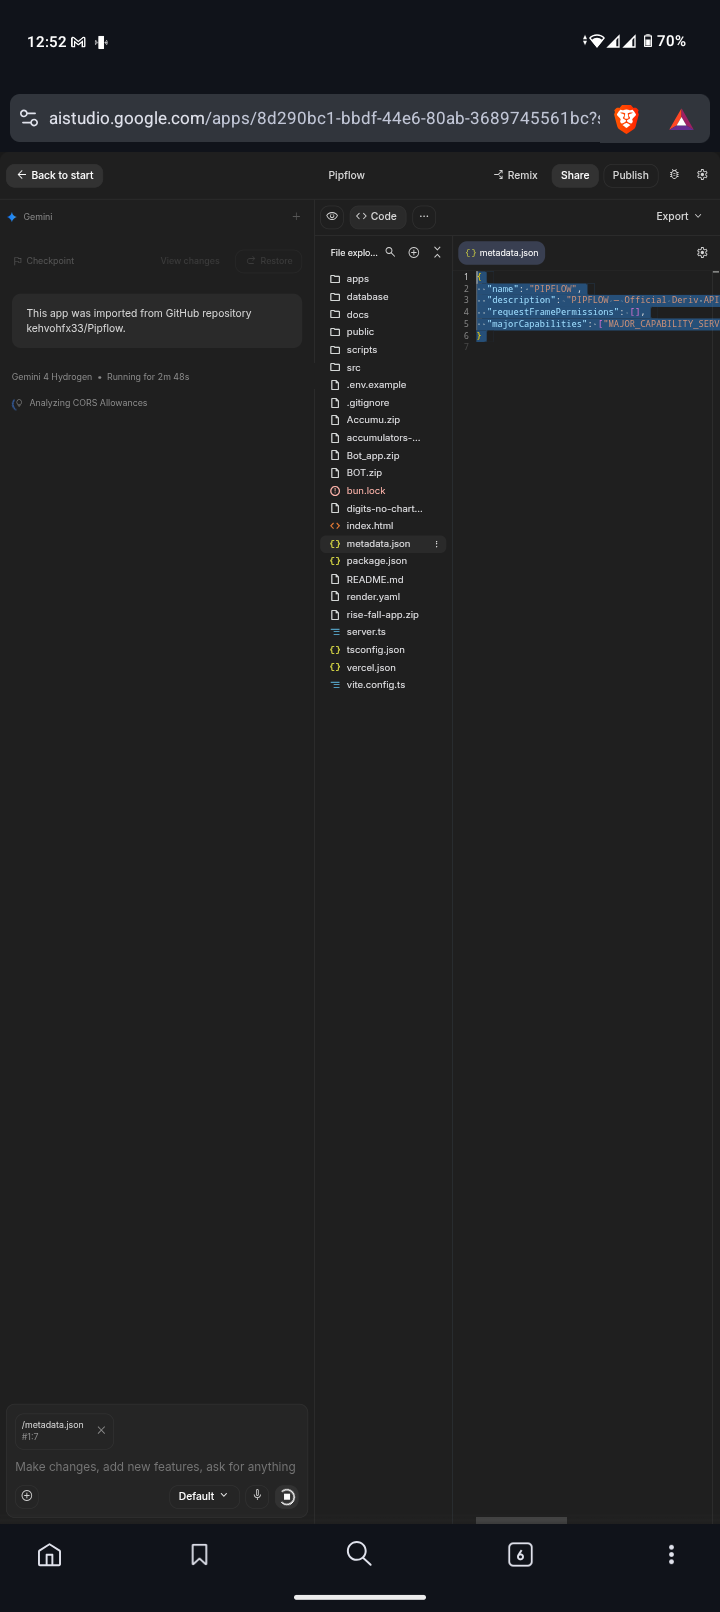 12:52
70%
aistudio.google.com/apps/8d290bc1-bbdf-44e6-80ab-3689745561bc?s
← Back to start
Pipflow
Remix
Share
Publish
Gemini
Code
Export
Checkpoint
View changes
Restore
This app was imported from GitHub repository
kehvohfx33/Pipflow.
Gemini 4 Hydrogen • Running for 2m 48s
Analyzing CORS Allowances
File explo...
apps
database
docs
public
scripts
src
.env.example
.gitignore
Accumu.zip
accumulators-...
Bot_app.zip
BOT.zip
bun.lock
digits-no-chart...
index.html
metadata.json
package.json
README.md
render.yaml
rise-fall-app.zip
server.ts
tsconfig.json
vercel.json
vite.config.ts
{} metadata.json
1 {
2 ··"name":·"PIPFLOW",
3 ··"description":·"PIPFLOW·—·Official·Deriv·API
4 ··"requestFramePermissions":·[],
5 ··"majorCapabilities":·["MAJOR_CAPABILITY_SERV
6 }
7
/metadata.json
#1:7
Make changes, add new features, ask for anything
Default
6